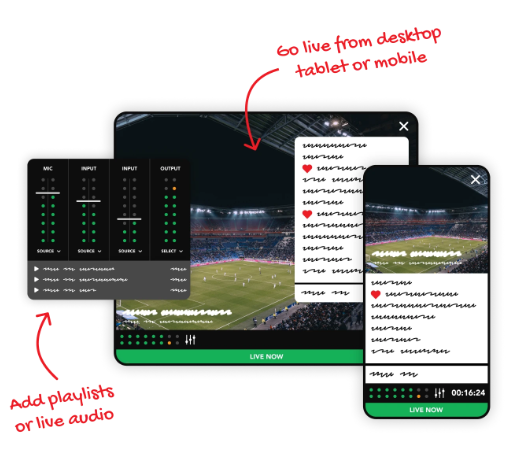 Go live from desktop
tablet or mobile
MIC INPUT INPUT OUTPUT
SOURCE SOURCE SOURCE SELECT
LIVE NOW
00:16:24
LIVE NOW
Add playlists
or live audio